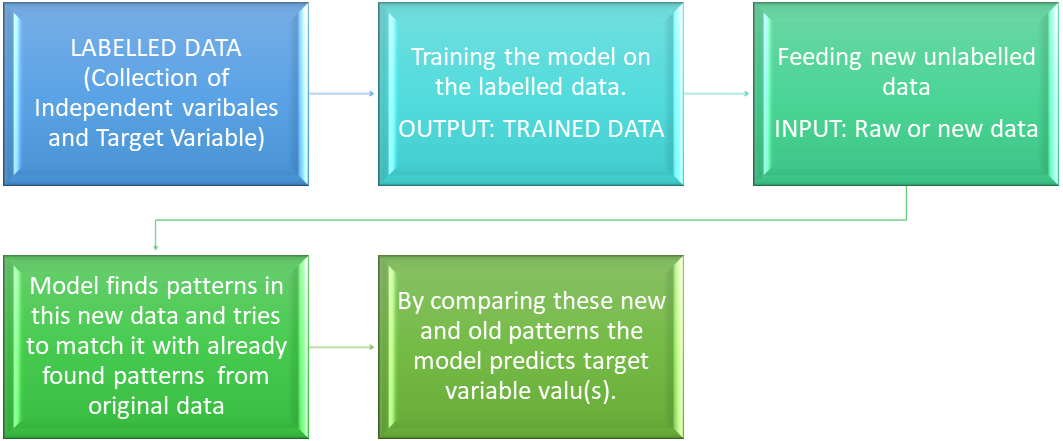 LABELLED DATA
(Collection of
Independent varibales
and Target Variable)
Training the model on
the labelled data.
OUTPUT: TRAINED DATA
Feeding new unlabelled
data
INPUT: Raw or new data
Model finds patterns in
this new data and tries
to match it with already
found patterns from
original data
By comparing these new
and old patterns the
model predicts target
variable valu(s).